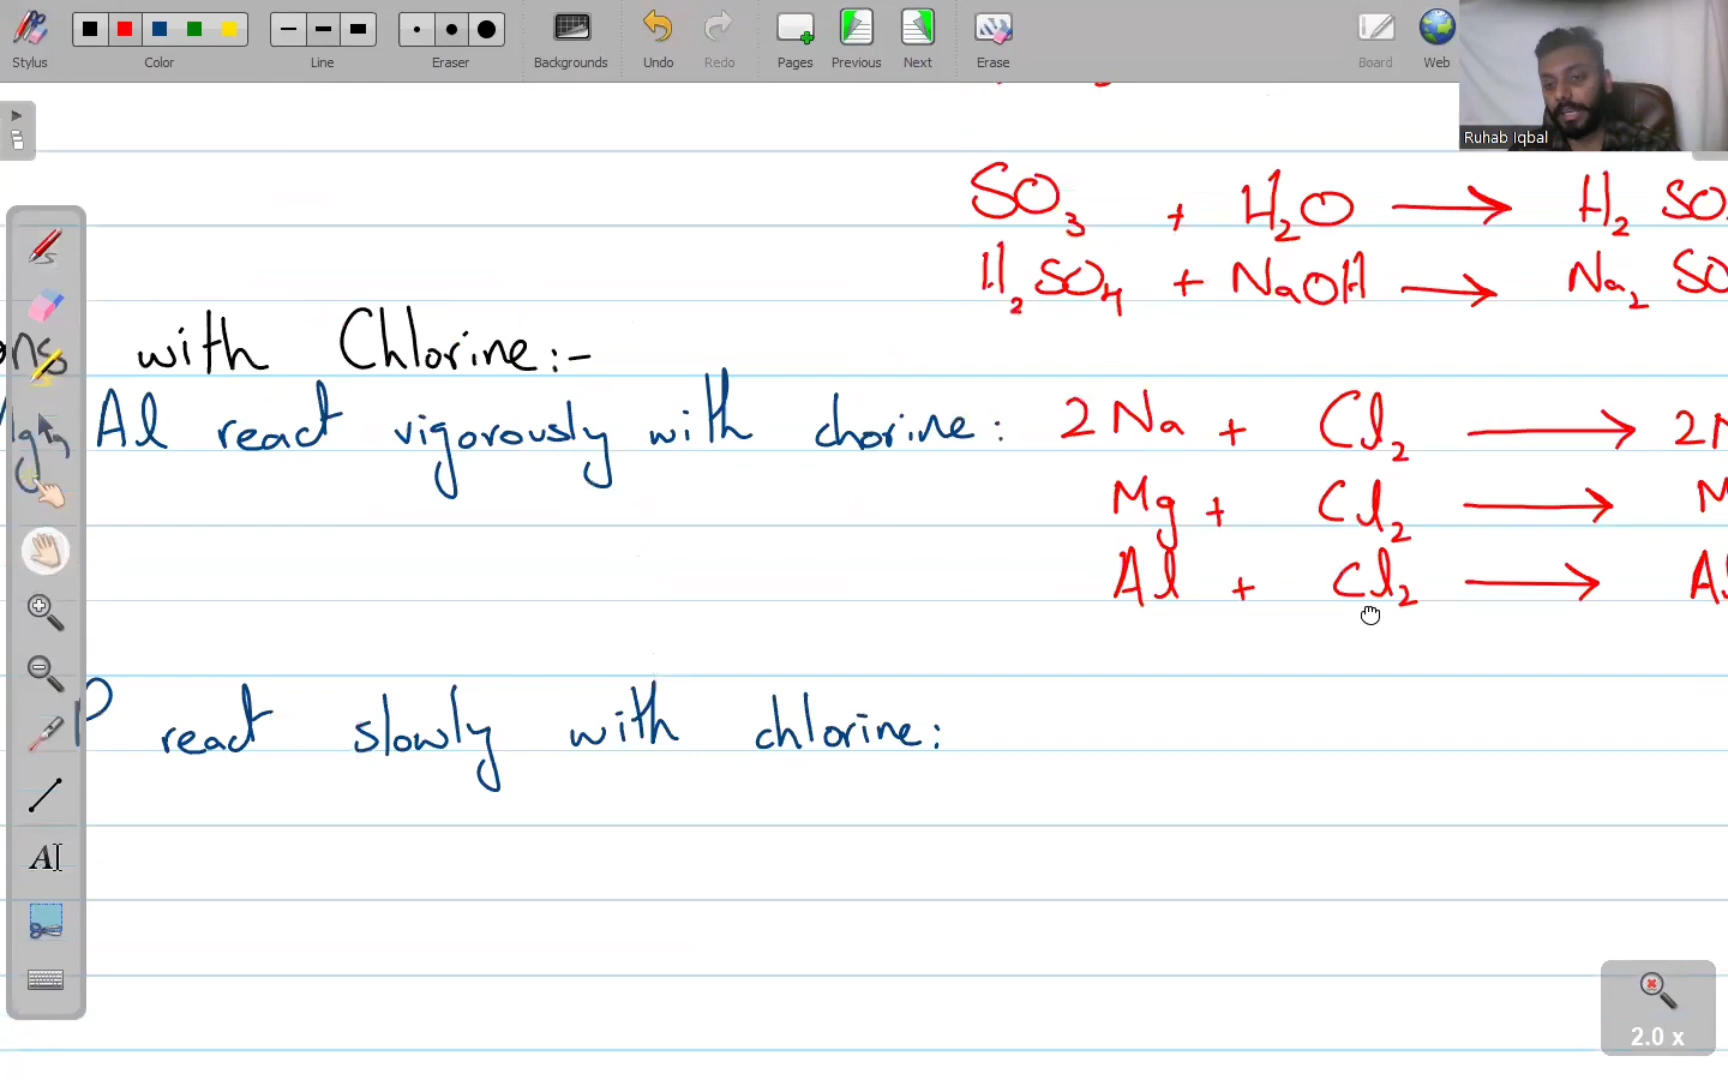 Stylus Color Line Eraser Backgrounds Undo Redo Pages Previous Next Erase Board Web
Ruhab Iqbal
SO₃ + H₂O → H₂ SO
H₂SO₄ + NaOH → Na₂ SO
ons with Chlorine:-
Mg, Al react vigorously with chorine: 2Na + Cl₂ → 2N
Mg + Cl₂ → M
Al + Cl₂ → Al
P react slowly with chlorine:
2.0 x